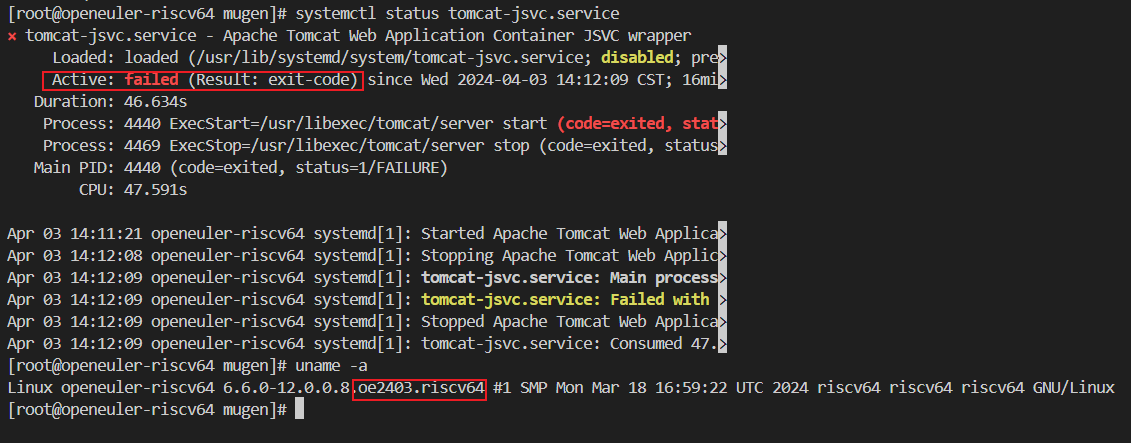 [root@openeuler-riscv64 mugen]# systemctl status tomcat-jsvc.service
× tomcat-jsvc.service - Apache Tomcat Web Application Container JSVC wrapper
Loaded: loaded (/usr/lib/systemd/system/tomcat-jsvc.service; disabled; pre>
Active: failed (Result: exit-code) since Wed 2024-04-03 14:12:09 CST; 16mi>
Duration: 46.634s
Process: 4440 ExecStart=/usr/libexec/tomcat/server start (code=exited, stat>
Process: 4469 ExecStop=/usr/libexec/tomcat/server stop (code=exited, status>
Main PID: 4440 (code=exited, status=1/FAILURE)
CPU: 47.591s
Apr 03 14:11:21 openeuler-riscv64 systemd[1]: Started Apache Tomcat Web Applica>
Apr 03 14:12:08 openeuler-riscv64 systemd[1]: Stopping Apache Tomcat Web Applic>
Apr 03 14:12:09 openeuler-riscv64 systemd[1]: tomcat-jsvc.service: Main process>
Apr 03 14:12:09 openeuler-riscv64 systemd[1]: tomcat-jsvc.service: Failed with >
Apr 03 14:12:09 openeuler-riscv64 systemd[1]: Stopped Apache Tomcat Web Applica>
Apr 03 14:12:09 openeuler-riscv64 systemd[1]: tomcat-jsvc.service: Consumed 47.>
[root@openeuler-riscv64 mugen]# uname -a
Linux openeuler-riscv64 6.6.0-12.0.0.8.oe2403.riscv64 #1 SMP Mon Mar 18 16:59:22 UTC 2024 riscv64 riscv64 riscv64 GNU/Linux
[root@openeuler-riscv64 mugen]#